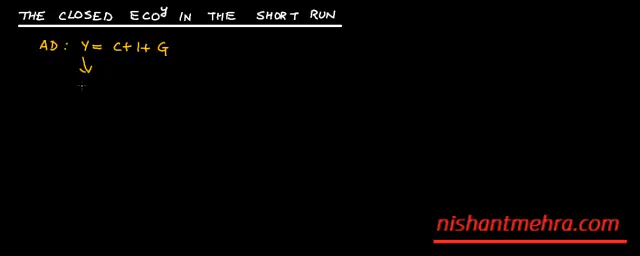 THE CLOSED ECOy IN THE SHORT RUN
AD: Y = C + I + G
nishantmehra.com